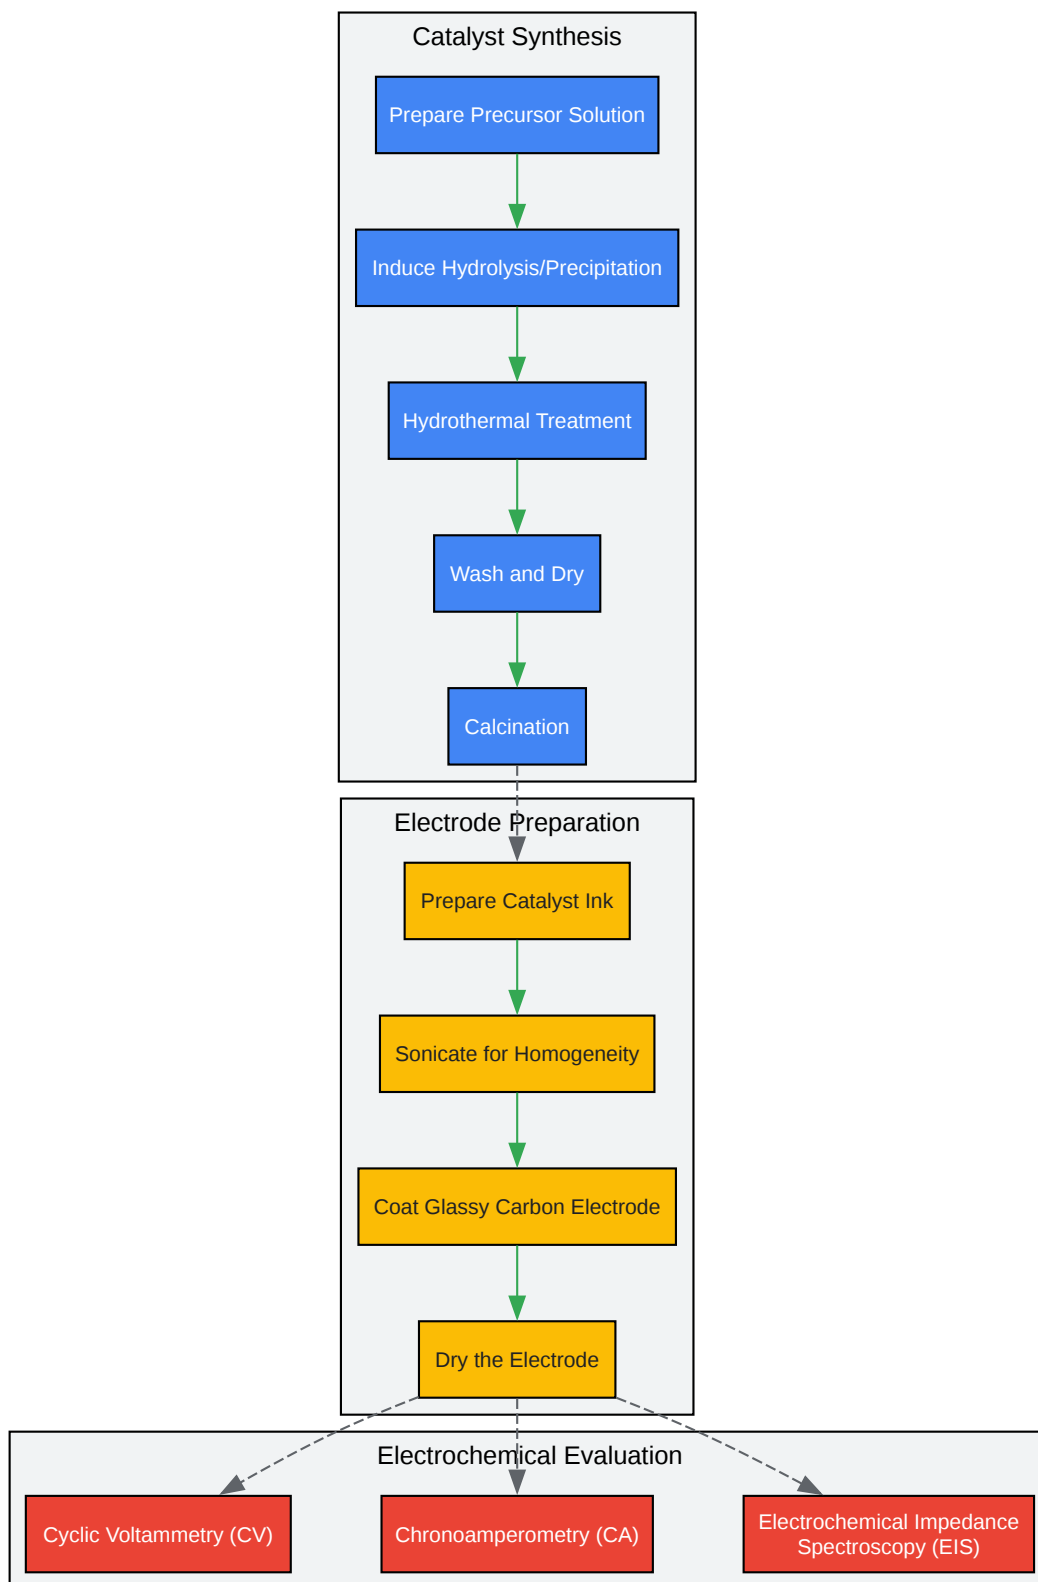 Catalyst Synthesis
Prepare Precursor Solution
Induce Hydrolysis/Precipitation
Hydrothermal Treatment
Wash and Dry
Calcination
Electrode Preparation
Prepare Catalyst Ink
Sonicate for Homogeneity
Coat Glassy Carbon Electrode
Dry the Electrode
Electrochemical Evaluation
Cyclic Voltammetry (CV)
Chronoamperometry (CA)
Electrochemical Impedance
Spectroscopy (EIS)